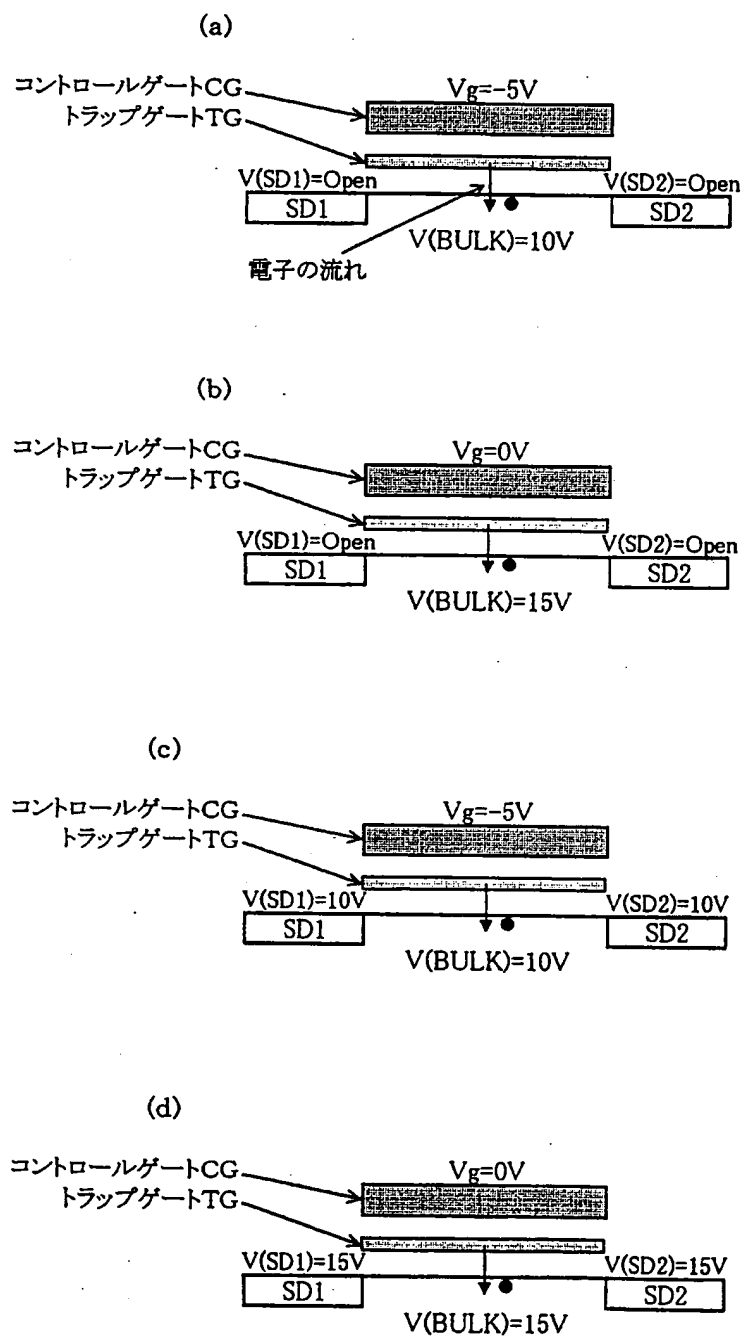 (a)
コントロールゲートCG
Vg=-5V
トラップゲートTG
V(SD1)=Open
V(SD2)=Open
SD1
SD2
V(BULK)=10V
電子の流れ
(b)
コントロールゲートCG
Vg=0V
トラップゲートTG
V(SD1)=Open
V(SD2)=Open
SD1
SD2
V(BULK)=15V
(c)
コントロールゲートCG
Vg=-5V
トラップゲートTG
V(SD1)=10V
V(SD2)=10V
SD1
SD2
V(BULK)=10V
(d)
コントロールゲートCG
Vg=0V
トラップゲートTG
V(SD1)=15V
V(SD2)=15V
SD1
SD2
V(BULK)=15V